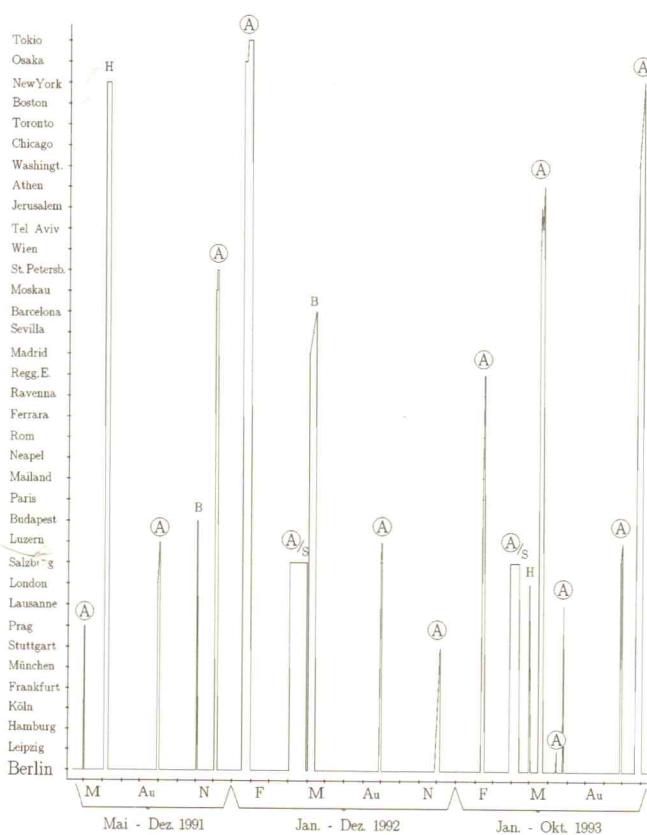 Tokio
Osaka
NewYork
Boston
Toronto
Chicago
Washingt.
Athen
Jerusalem
Tel Aviv
Wien
St. Petersb.
Moskau
Barcelona
Sevilla
Madrid
Regg. E.
Ravenna
Ferrara
Rom
Neapel
Mailand
Paris
Budapest
Luzern
Salzburg
London
Lausanne
Prag
Stuttgart
München
Frankfurt
Köln
Hamburg
Leipzig
Berlin
A
H
A
B
A
A
A/S
B
A
A
A
A/S
H
A
A
A
A
A
M Au N F M Au N F M Au
Mai - Dez. 1991 Jan. - Dez. 1992 Jan. - Okt. 1993